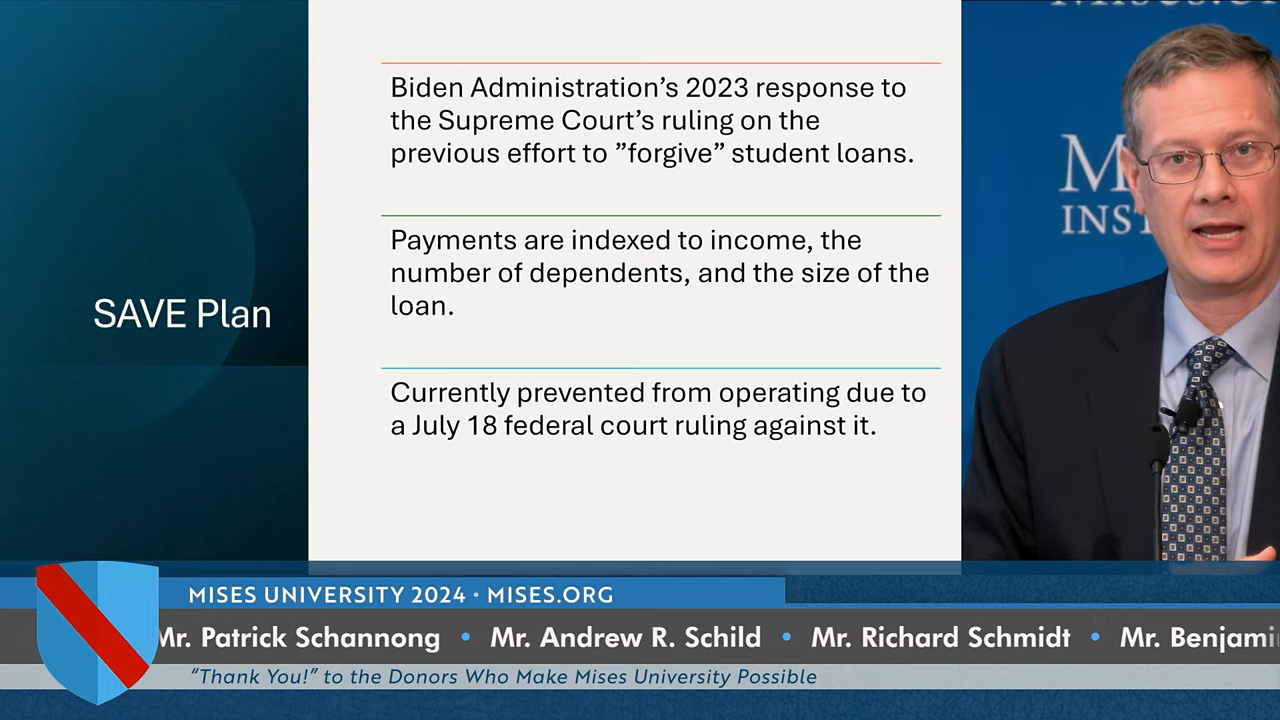 SAVE Plan
Biden Administration’s 2023 response to
the Supreme Court’s ruling on the
previous effort to ”forgive” student loans.
Payments are indexed to income, the
number of dependents, and the size of the
loan.
Currently prevented from operating due to
a July 18 federal court ruling against it.
M
INST
MISES UNIVERSITY 2024 • MISES.ORG
Mr. Patrick Schannong • Mr. Andrew R. Schild • Mr. Richard Schmidt • Mr. Benjami
“Thank You!” to the Donors Who Make Mises University Possible